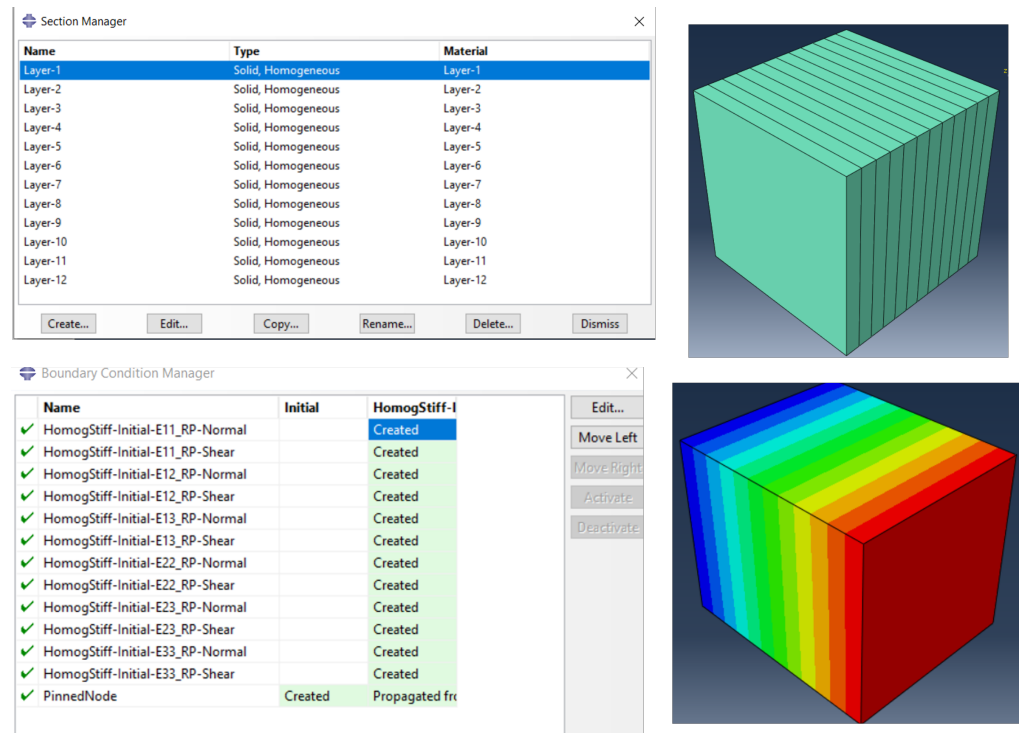 Section Manager
Name Type Material
Layer-1 Solid, Homogeneous Layer-1
Layer-2 Solid, Homogeneous Layer-2
Layer-3 Solid, Homogeneous Layer-3
Layer-4 Solid, Homogeneous Layer-4
Layer-5 Solid, Homogeneous Layer-5
Layer-6 Solid, Homogeneous Layer-6
Layer-7 Solid, Homogeneous Layer-7
Layer-8 Solid, Homogeneous Layer-8
Layer-9 Solid, Homogeneous Layer-9
Layer-10 Solid, Homogeneous Layer-10
Layer-11 Solid, Homogeneous Layer-11
Layer-12 Solid, Homogeneous Layer-12
Create... Edit... Copy... Rename... Delete... Dismiss
Boundary Condition Manager
Name Initial HomogStiff-I
HomogStiff-Initial-E11_RP-Normal Created
HomogStiff-Initial-E11_RP-Shear Created
HomogStiff-Initial-E12_RP-Normal Created
HomogStiff-Initial-E12_RP-Shear Created
HomogStiff-Initial-E13_RP-Normal Created
HomogStiff-Initial-E13_RP-Shear Created
HomogStiff-Initial-E22_RP-Normal Created
HomogStiff-Initial-E22_RP-Shear Created
HomogStiff-Initial-E23_RP-Normal Created
HomogStiff-Initial-E23_RP-Shear Created
HomogStiff-Initial-E33_RP-Normal Created
HomogStiff-Initial-E33_RP-Shear Created
PinnedNode Created Propagated fro
Edit...
Move Left
Move Right
Activate
Deactivate